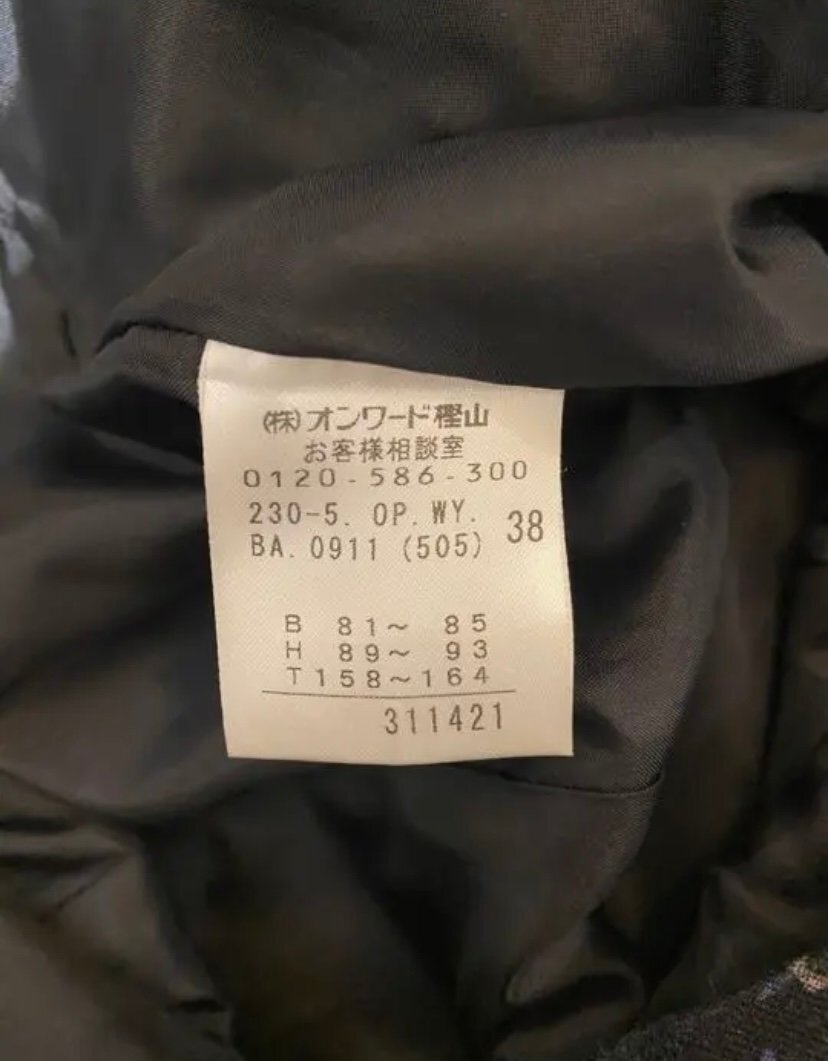 (株)オンワード樫山
お客様相談室
0120-586-300
230-5. OP. WY. 38
BA. 0911 (505)
B 81~ 85
H 89~ 93
T158~164
311421